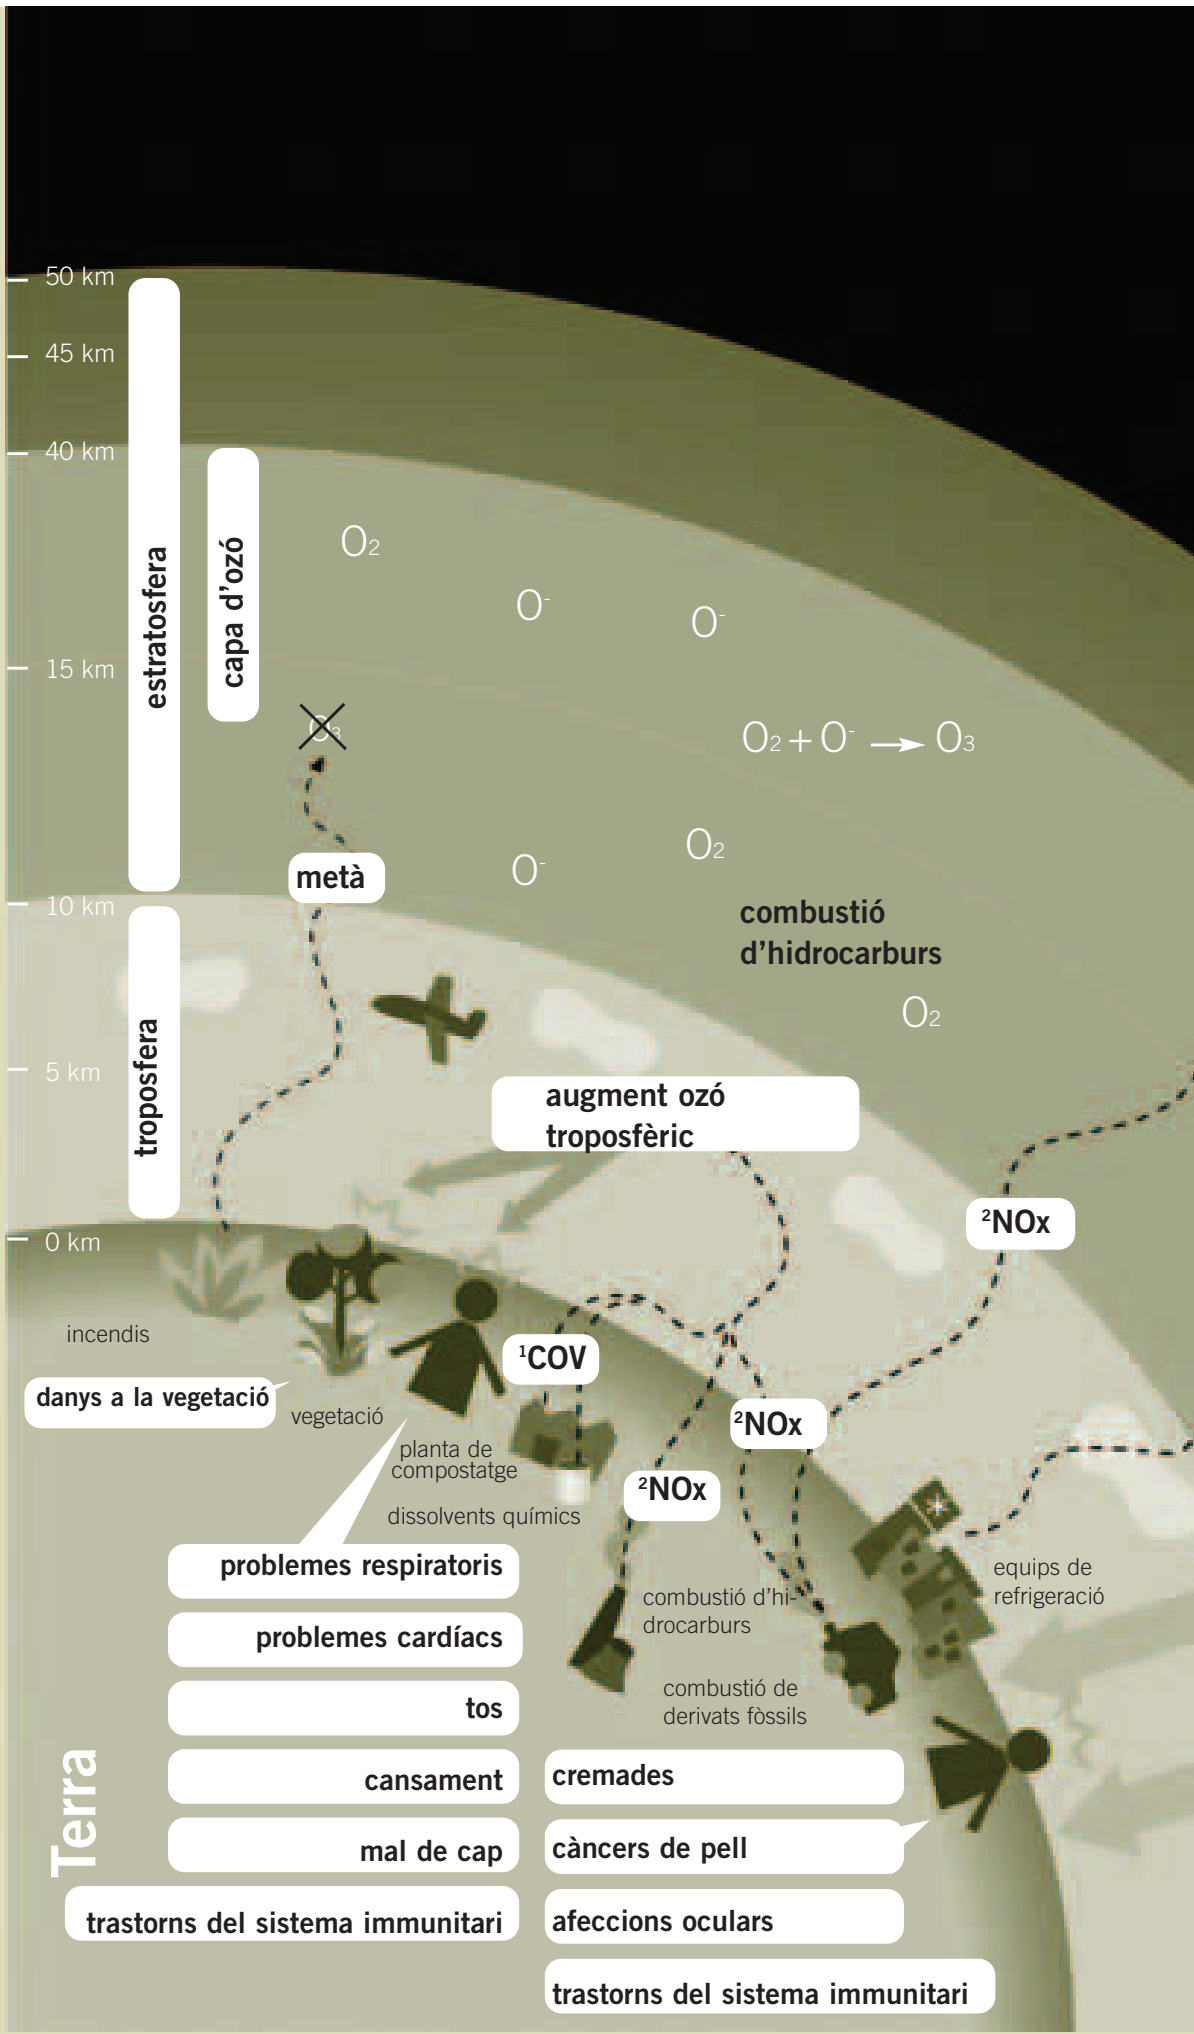 50 km
45 km
40 km
15 km
10 km
5 km
0 km
estratosfera
capa d'ozó
troposfera
O2
O-
O-
O3
O2 + O- → O3
metà
O-
O2
combustió
d'hidrocarburs
O2
augment ozó
troposfèric
²NOx
incendis
danys a la vegetació
vegetació
¹COV
²NOx
planta de
compostatge
²NOx
dissolvents químics
equips de
refrigeració
combustió d'hi-
drocarburs
combustió de
derivats fòssils
problemes respiratoris
problemes cardíacs
tos
cansament
mal de cap
trastorns del sistema immunitari
cremades
càncers de pell
afeccions oculars
trastorns del sistema immunitari
Terra